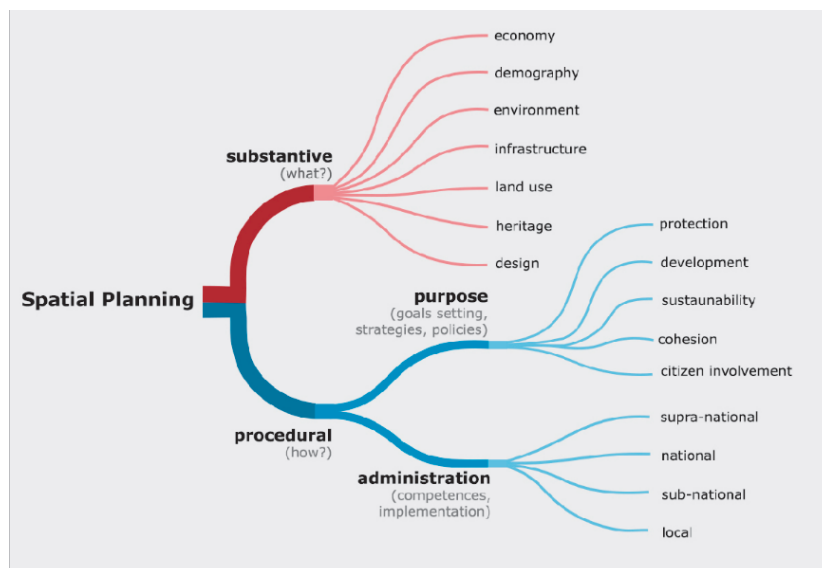 Spatial Planning
substantive
(what?)
economy
demography
environment
infrastructure
land use
heritage
design
procedural
(how?)
purpose
(goals setting,
strategies, policies)
protection
development
sustaunability
cohesion
citizen involvement
administration
(competences,
implementation)
supra-national
national
sub-national
local